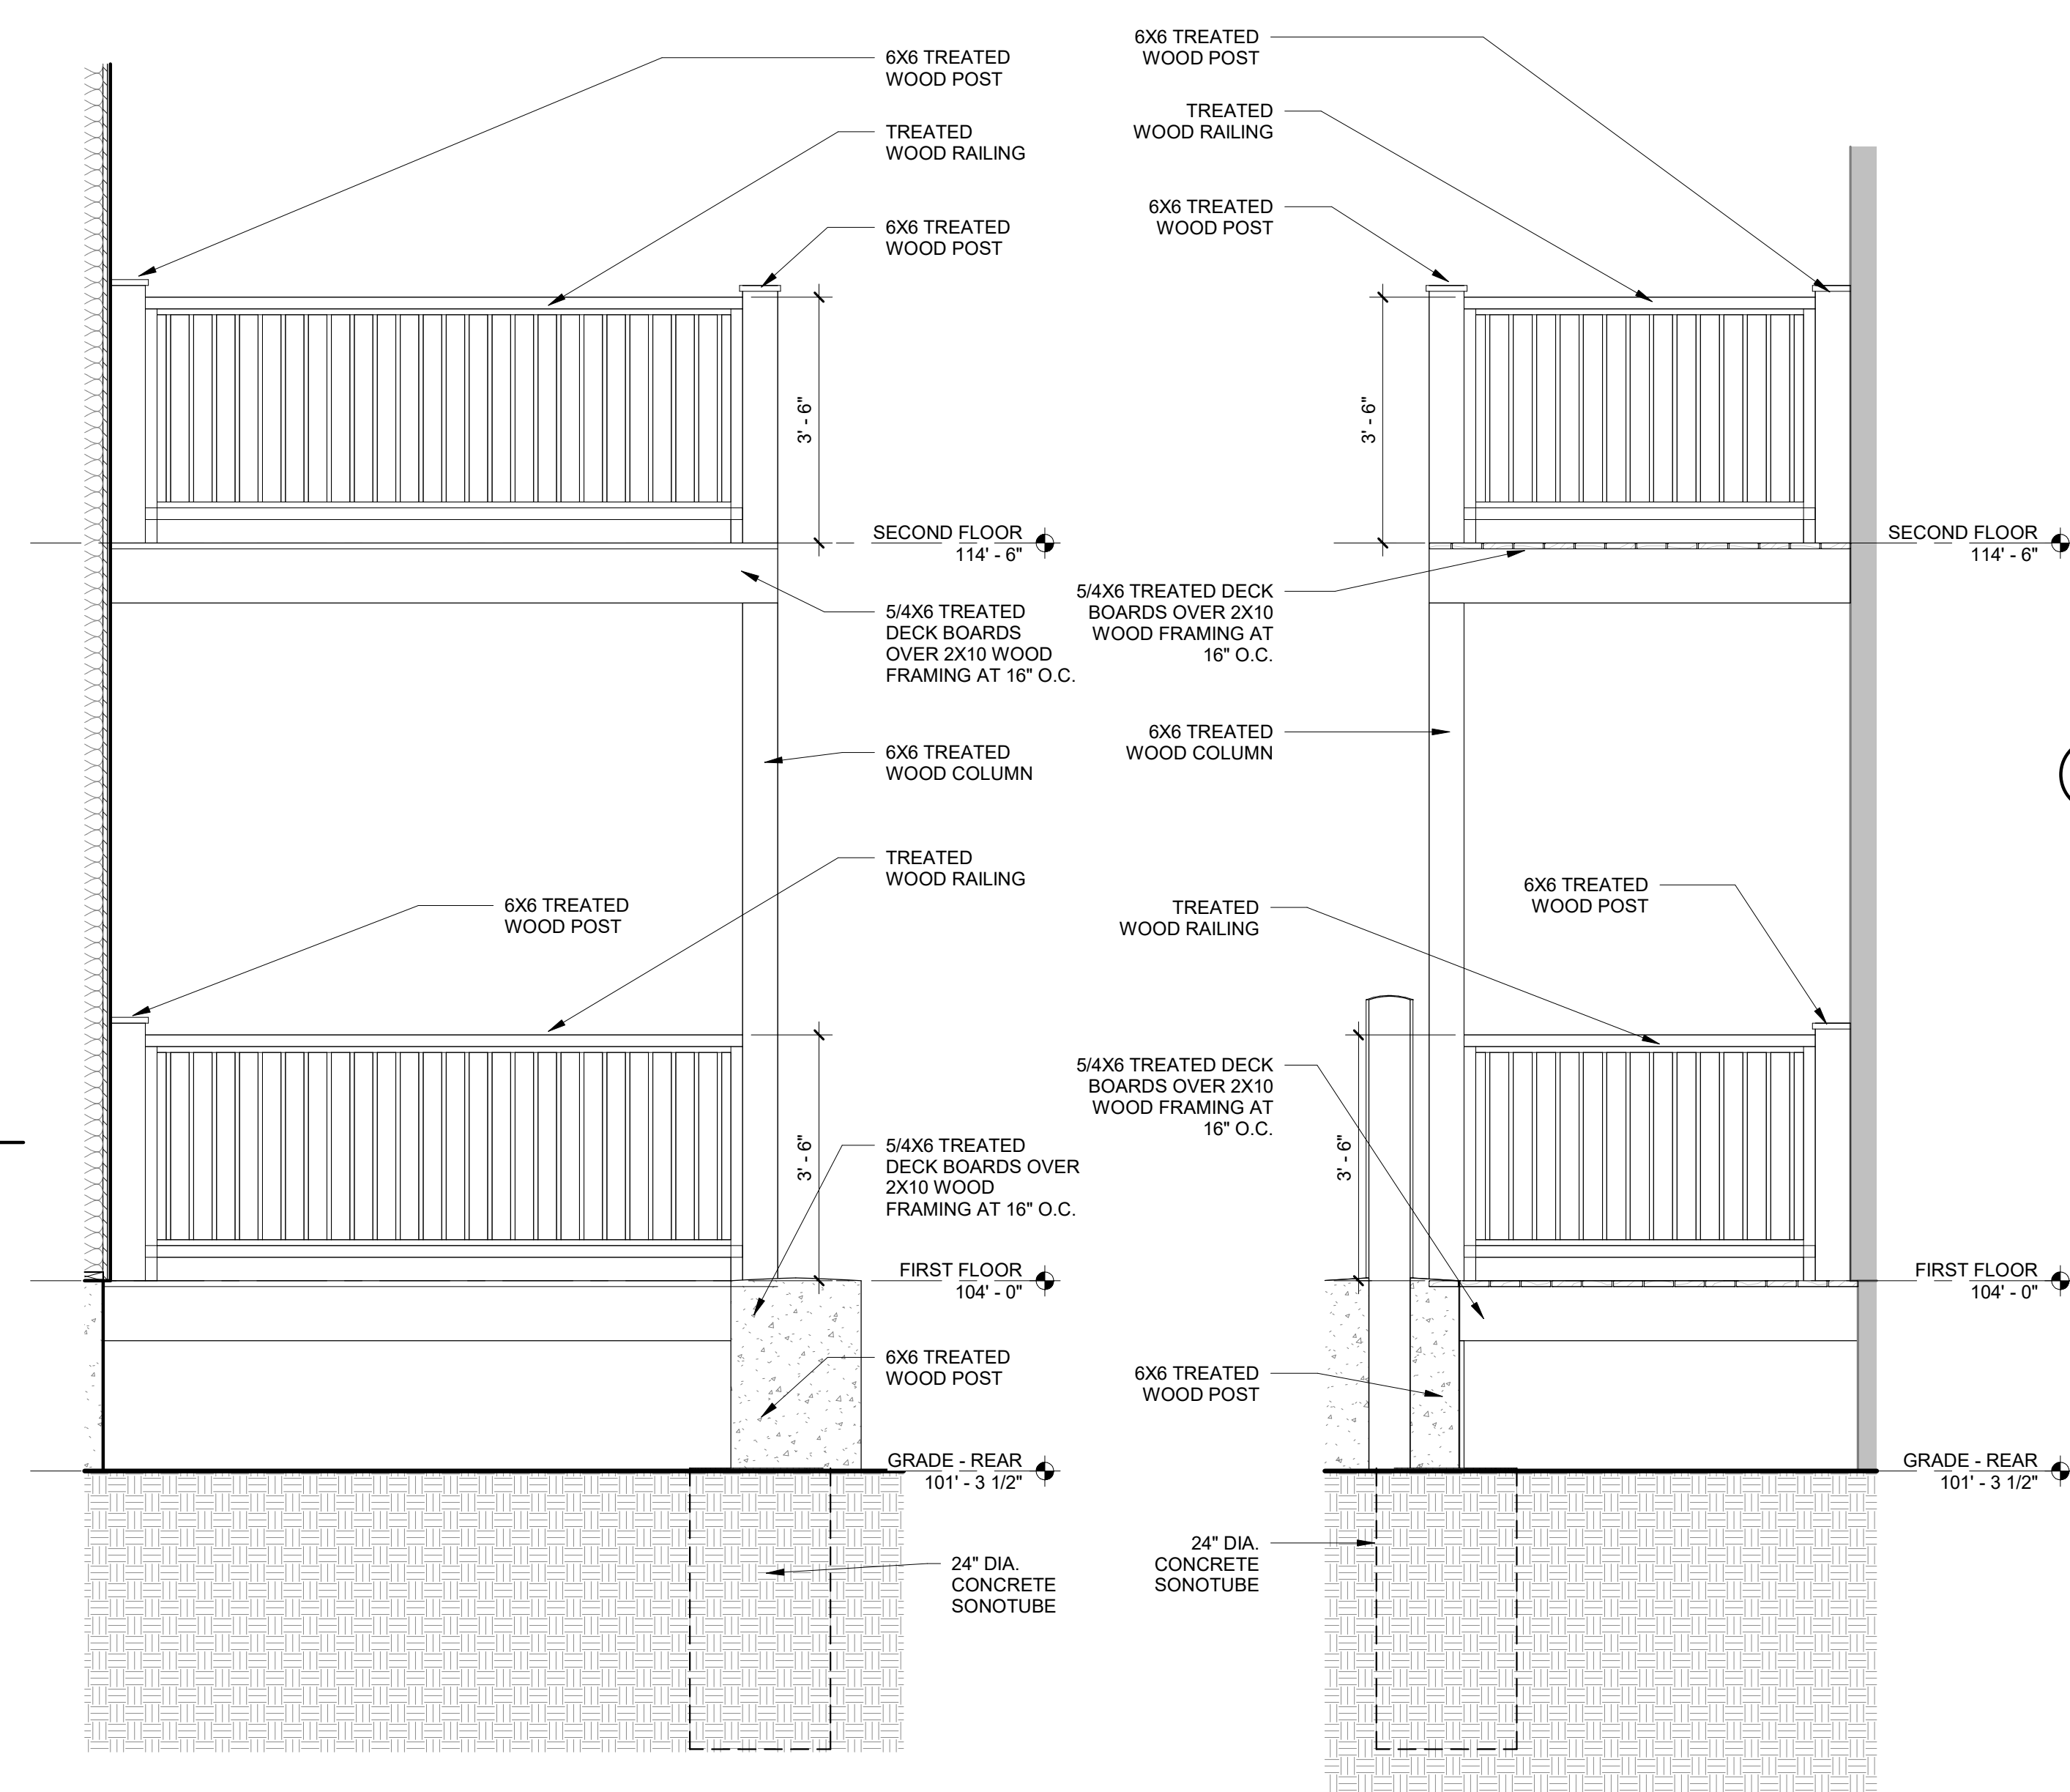 6X6 TREATED
WOOD POST
TREATED
WOOD RAILING
6X6 TREATED
WOOD POST
3' - 6"
SECOND FLOOR
114' - 6"
5/4X6 TREATED
DECK BOARDS
OVER 2X10 WOOD
FRAMING AT 16" O.C.
6X6 TREATED
WOOD COLUMN
TREATED
WOOD RAILING
6X6 TREATED
WOOD POST
3' - 6"
5/4X6 TREATED
DECK BOARDS OVER
2X10 WOOD
FRAMING AT 16" O.C.
FIRST FLOOR
104' - 0"
6X6 TREATED
WOOD POST
GRADE - REAR
101' - 3 1/2"
24" DIA.
CONCRETE
SONOTUBE
6X6 TREATED
WOOD POST
TREATED
WOOD RAILING
6X6 TREATED
WOOD POST
3' - 6"
SECOND FLOOR
114' - 6"
5/4X6 TREATED DECK
BOARDS OVER 2X10
WOOD FRAMING AT
16" O.C.
6X6 TREATED
WOOD COLUMN
6X6 TREATED
WOOD POST
TREATED
WOOD RAILING
5/4X6 TREATED DECK
BOARDS OVER 2X10
WOOD FRAMING AT
16" O.C.
3' - 6"
FIRST FLOOR
104' - 0"
6X6 TREATED
WOOD POST
GRADE - REAR
101' - 3 1/2"
24" DIA.
CONCRETE
SONOTUBE